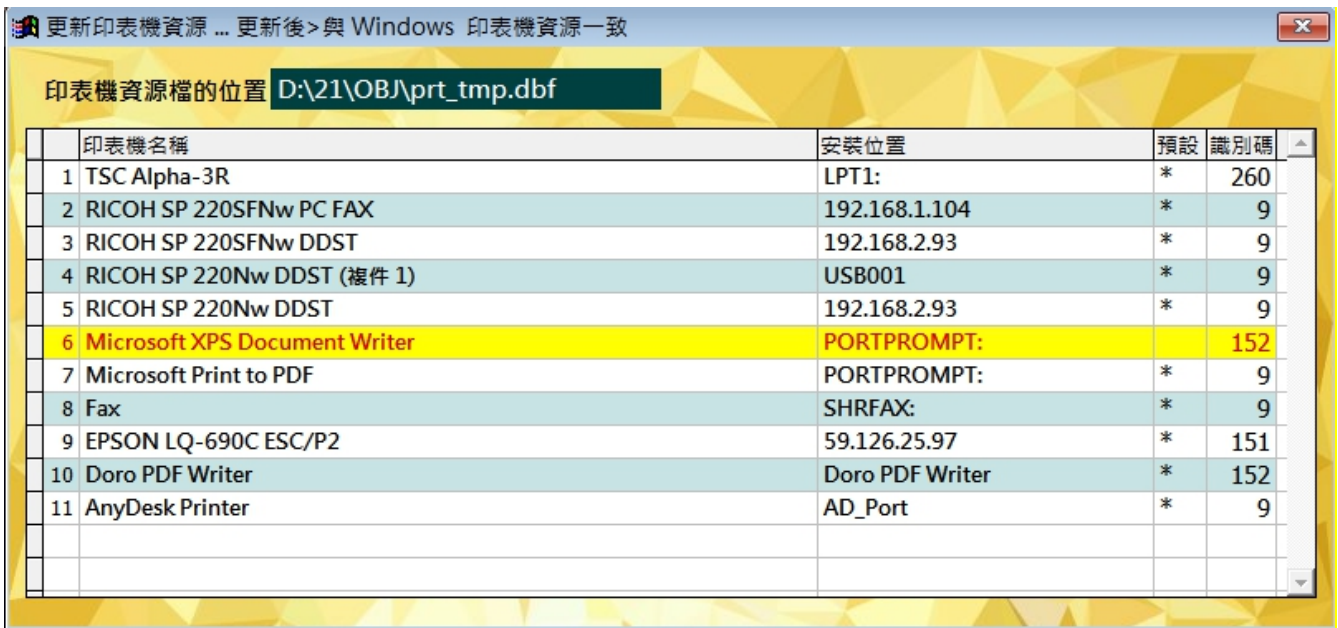 更新印表機資源 ... 更新後>與 Windows 印表機資源一致
印表機資源檔的位置 D:\21\OBJ\prt_tmp.dbf
印表機名稱 安裝位置 預設 識別碼
1 TSC Alpha-3R LPT1: * 260
2 RICOH SP 220SFNw PC FAX 192.168.1.104 * 9
3 RICOH SP 220SFNw DDST 192.168.2.93 * 9
4 RICOH SP 220Nw DDST (複件 1) USB001 * 9
5 RICOH SP 220Nw DDST 192.168.2.93 * 9
6 Microsoft XPS Document Writer PORTPROMPT: 152
7 Microsoft Print to PDF PORTPROMPT: * 9
8 Fax SHRFAX: * 9
9 EPSON LQ-690C ESC/P2 59.126.25.97 * 151
10 Doro PDF Writer Doro PDF Writer * 152
11 AnyDesk Printer AD_Port * 9